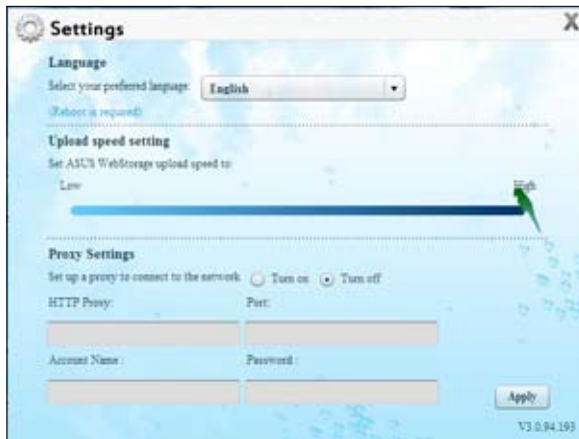 Settings
X
Language
Select your preferred language:
English
(Reboot is required)
Upload speed setting
Set ASUS WebStorage upload speed to:
Low
High
Proxy Settings
Set up a proxy to connect to the network
Turn on
Turn off
HTTP Proxy:
Port:
Account Name :
Password :
Apply
V3.0.94.193